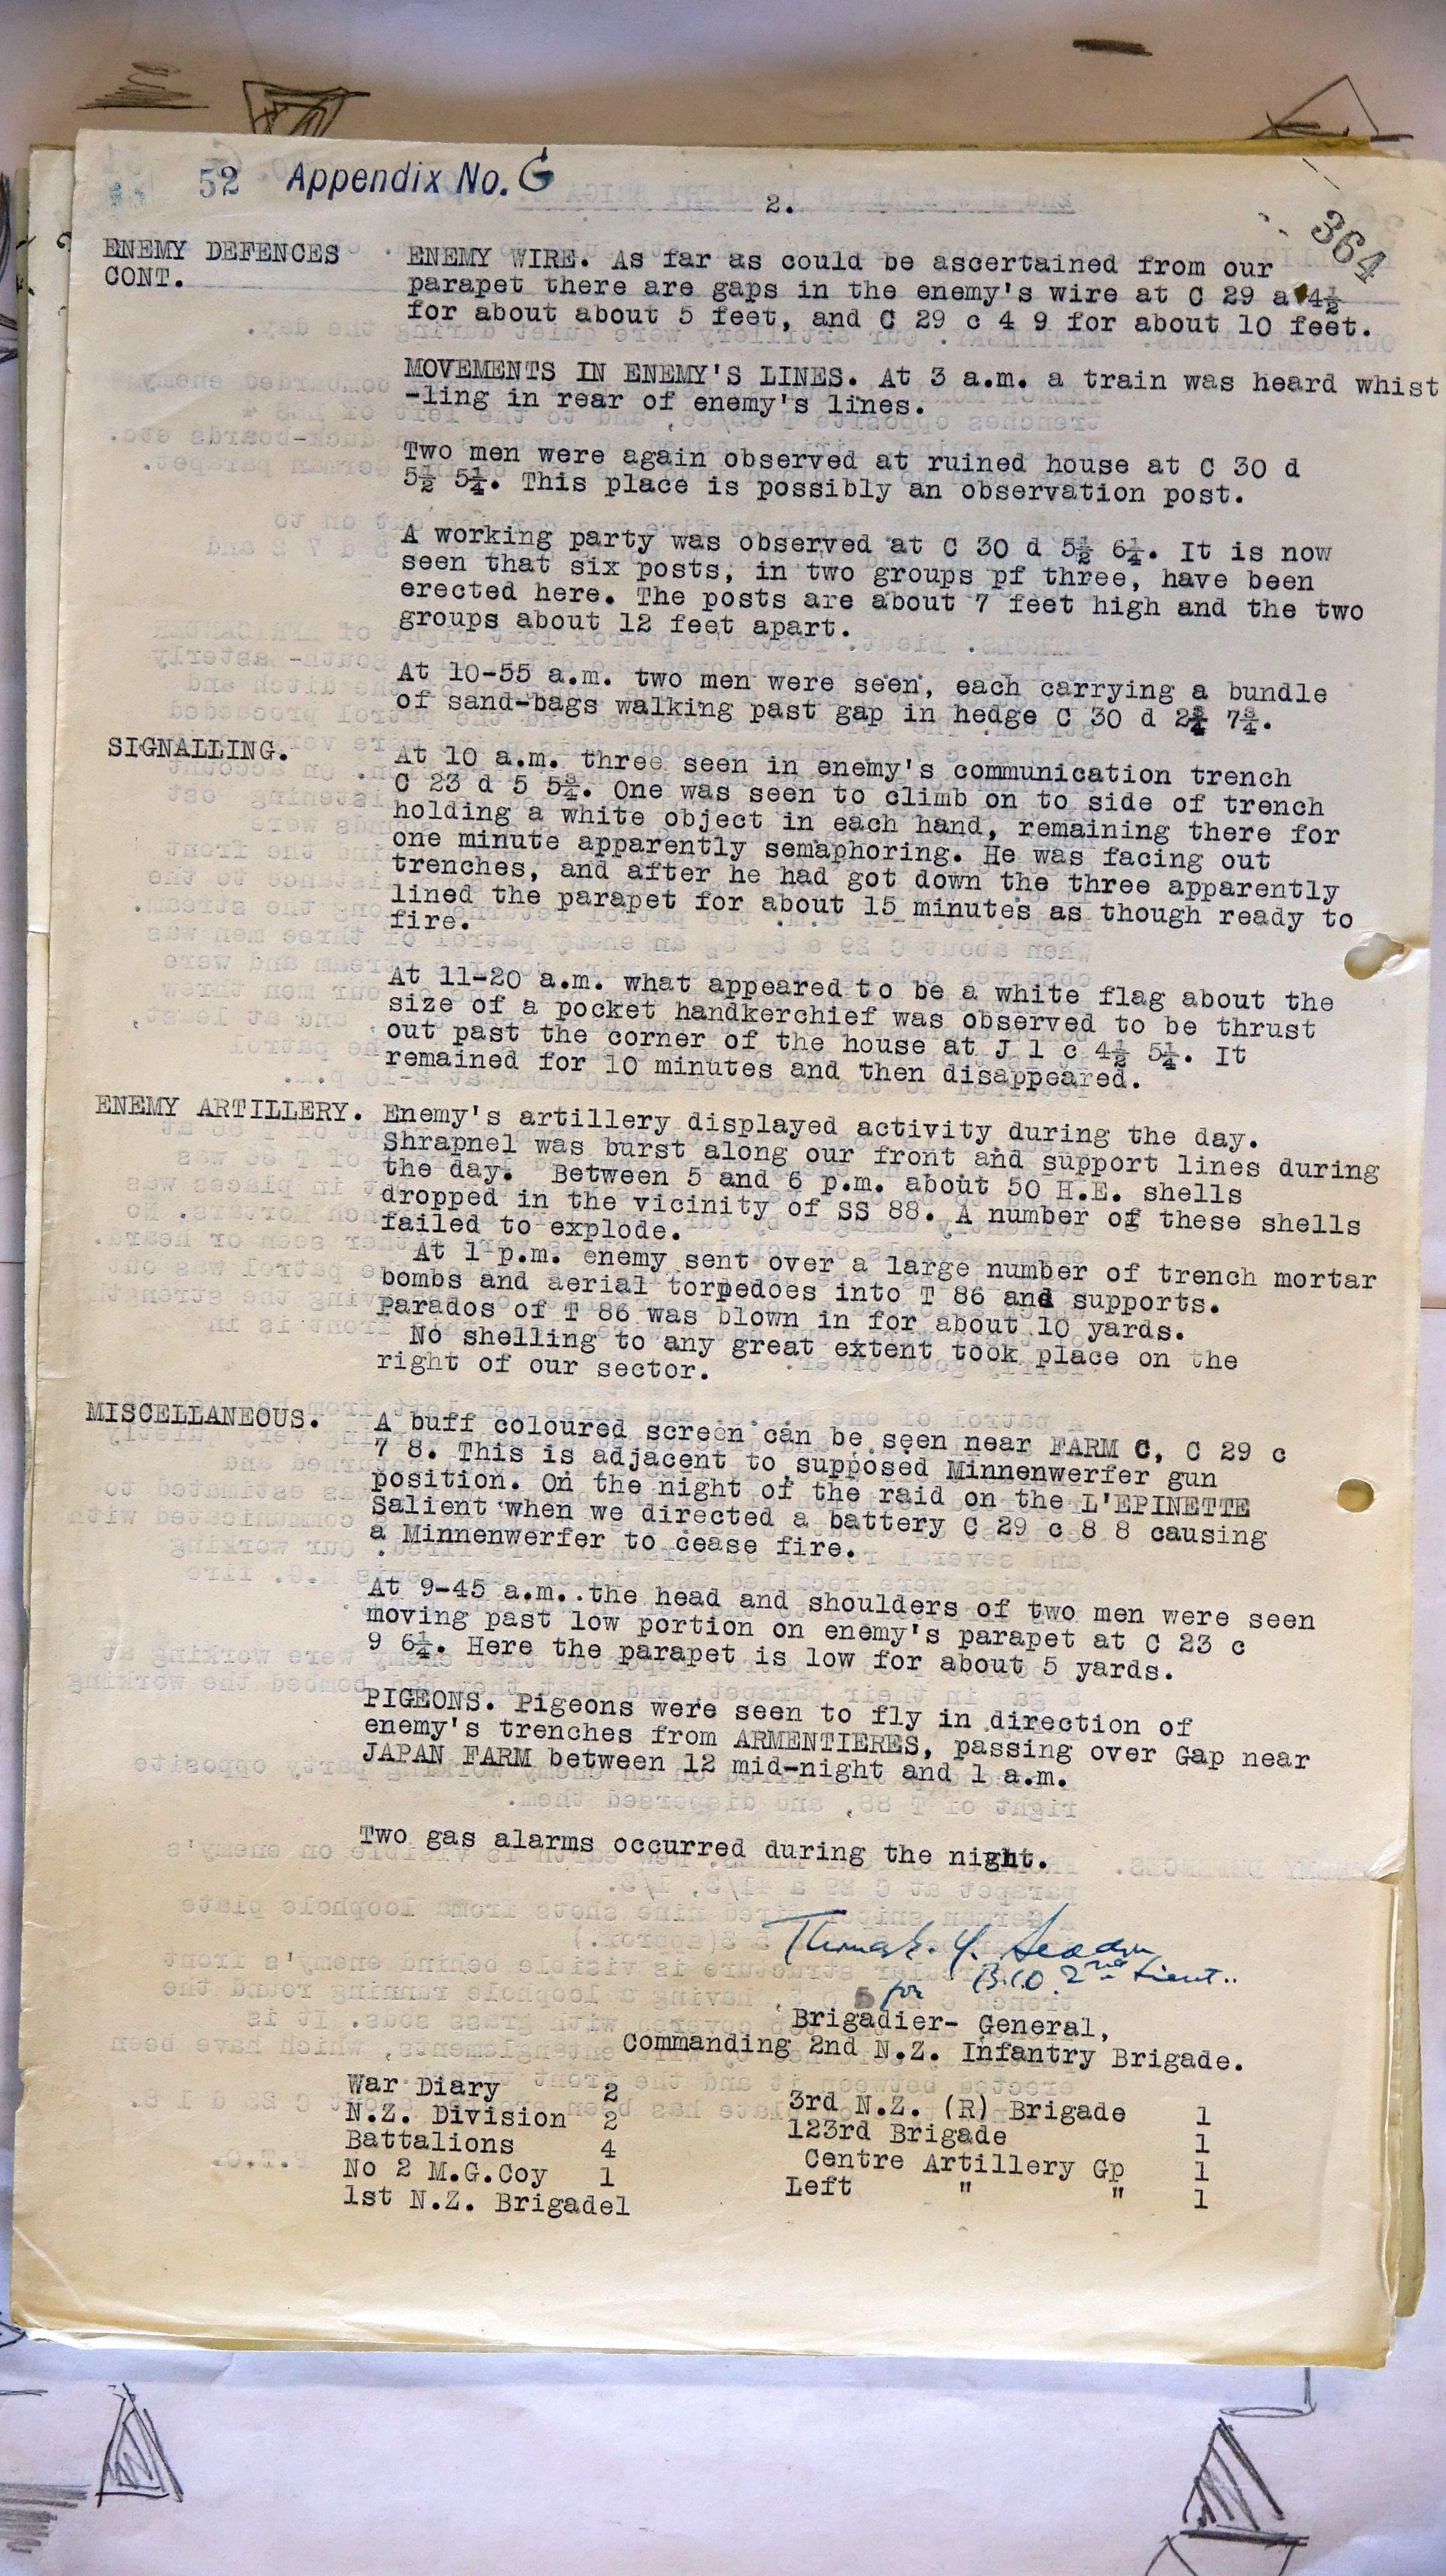 52 Appendix No. G
2.
364
ENEMY DEFENCES CONT.
ENEMY WIRE. As far as could be ascertained from our
parapet there are gaps in the enemy's wire at C 29 a 4½
for about about 5 feet, and C 29 c 4 9 for about 10 feet.
MOVEMENTS IN ENEMY'S LINES. At 3 a.m. a train was heard whist
-ling in rear of enemy's lines.
Two men were again observed at ruined house at C 30 d
5½ 5¼. This place is possibly an observation post.
A working party was observed at C 30 d 5½ 6¼. It is now
seen that six posts, in two groups pf three, have been
erected here. The posts are about 7 feet high and the two
groups about 12 feet apart.
At 10-55 a.m. two men were seen, each carrying a bundle
of sand-bags walking past gap in hedge C 30 d 2¾ 7¾.
SIGNALLING.
At 10 a.m. three seen in enemy's communication trench
C 23 d 5 5¾. One was seen to climb on to side of trench
holding a white object in each hand, remaining there for
one minute apparently semaphoring. He was facing out
trenches, and after he had got down the three apparently
lined the parapet for about 15 minutes as though ready to
fire.
At 11-20 a.m. what appeared to be a white flag about the
size of a pocket handkerchief was observed to be thrust
out past the corner of the house at J 1 c 4½ 5¼. It
remained for 10 minutes and then disappeared.
ENEMY ARTILLERY.
Enemy's artillery displayed activity during the day.
Shrapnel was burst along our front and support lines during
the day. Between 5 and 6 p.m. about 50 H.E. shells
dropped in the vicinity of SS 88. A number of these shells
failed to explode.
At 1 p.m. enemy sent over a large number of trench mortar
bombs and aerial torpedoes into T 86 and supports.
Parados of T 86 was blown in for about 10 yards.
No shelling to any great extent took place on the
right of our sector.
MISCELLANEOUS.
A buff coloured screen can be seen near FARM C, C 29 c
7 8. This is adjacent to supposed Minnenwerfer gun
position. On the night of the raid on the L'EPINETTE
Salient when we directed a battery C 29 c 8 8 causing
a Minnenwerfer to cease fire.
At 9-45 a.m. the head and shoulders of two men were seen
moving past low portion on enemy's parapet at C 23 c
9 6¼. Here the parapet is low for about 5 yards.
PIGEONS. Pigeons were seen to fly in direction of
enemy's trenches from ARMENTIERES, passing over Gap near
JAPAN FARM between 12 mid-night and 1 a.m.
Two gas alarms occurred during the night.
2nd Lieut..
for
Brigadier- General,
Commanding 2nd N.Z. Infantry Brigade.
War Diary 2
N.Z. Division 2
Battalions 4
No 2 M.G.Coy 1
1st N.Z. Brigade1
3rd N.Z. (R) Brigade 1
123rd Brigade 1
Centre Artillery Gp 1
Left " " 1